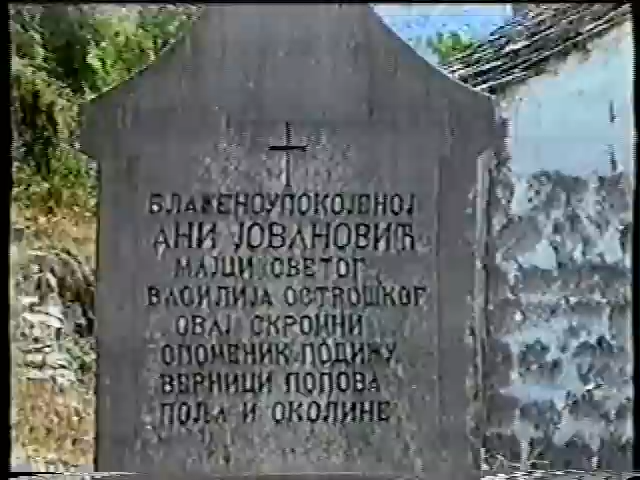 БЛАЖЕНОУПОКОЈЕНОЈ
АНИ ЈОВАНОВИЋ
МАЈЦИ СВЕТОГ
ВАСИЛИЈА ОСТРОШКОГ
ОВАЈ СКРОМНИ
СПОМЕНИК ПОДИЖУ
ВЕРНИЦИ ПОПОВА
ПОЉА И ОКОЛИНЕ